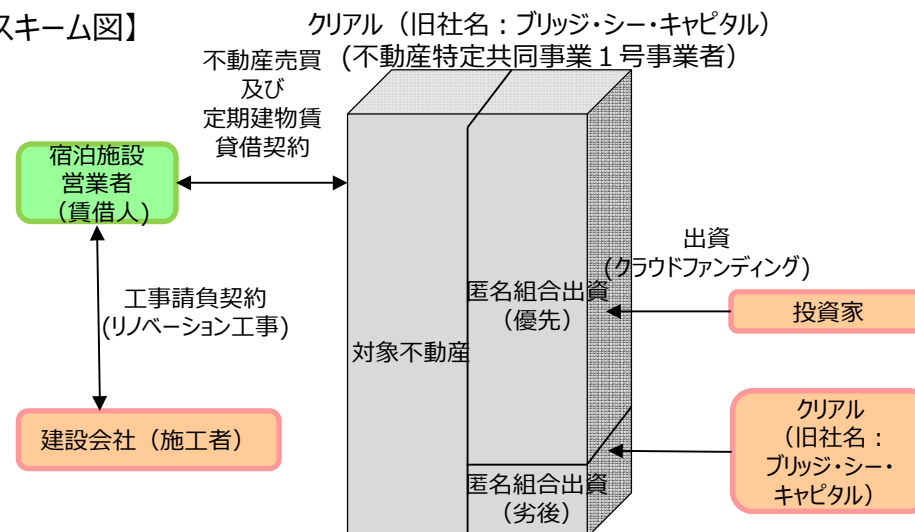 スキーム図】
クリアル（旧社名：ブリッジ・シー・キャピタル）
(不動産特定共同事業１号事業者）
不動産売買
及び
定期建物賃
貸借契約
宿泊施設
営業者
（賃借人)
工事請負契約
(リノベーション工事)
建設会社（施工者）
対象不動産
匿名組合出資
（優先）
匿名組合出資
（劣後）
出資
(クラウドファンディング)
投資家
クリアル
（旧社名：
ブリッジ・シー・
キャピタル）